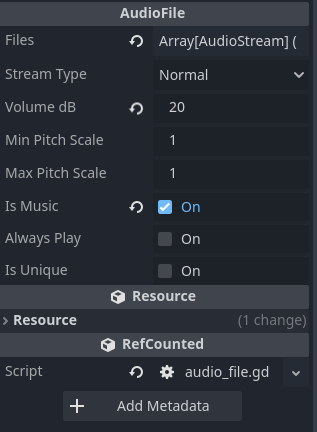 AudioFile
Files Array[AudioStream] (
Stream Type Normal
Volume dB 20
Min Pitch Scale 1
Max Pitch Scale 1
Is Music On
Always Play On
Is Unique On
Resource
Resource (1 change)
RefCounted
Script audio_file.gd
Add Metadata